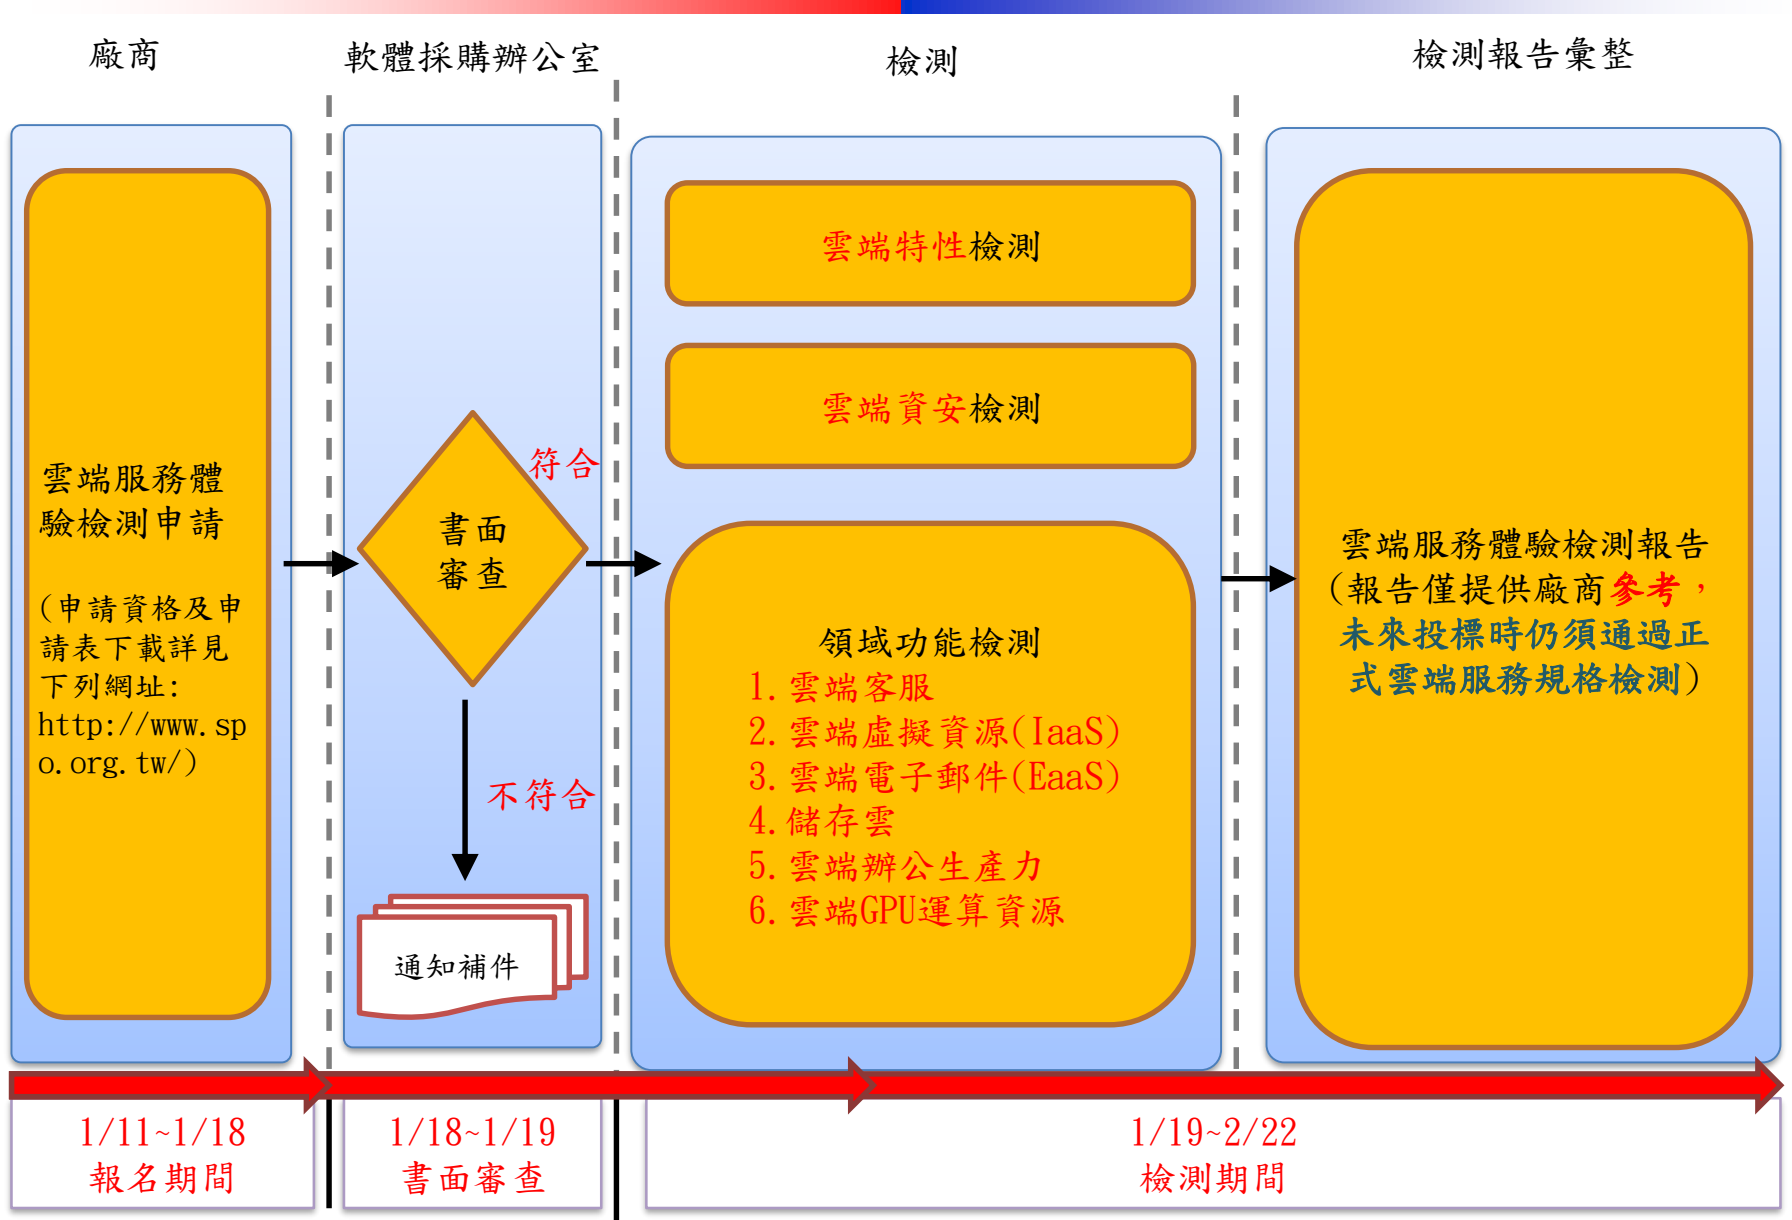 廠商
軟體採購辦公室
檢測
檢測報告彙整
雲端服務體
驗檢測申請
(申請資格及申
請表下載詳見
下列網址:
http://www.sp
o.org.tw/)
書面
審查
符合
不符合
通知補件
雲端特性檢測
雲端資安檢測
領域功能檢測
1.雲端客服
2.雲端虛擬資源(IaaS)
3.雲端電子郵件(EaaS)
4.儲存雲
5.雲端辦公生產力
6.雲端GPU運算資源
雲端服務體驗檢測報告
(報告僅提供廠商參考，
未來投標時仍須通過正
式雲端服務規格檢測)
1/11~1/18
報名期間
1/18~1/19
書面審查
1/19~2/22
檢測期間